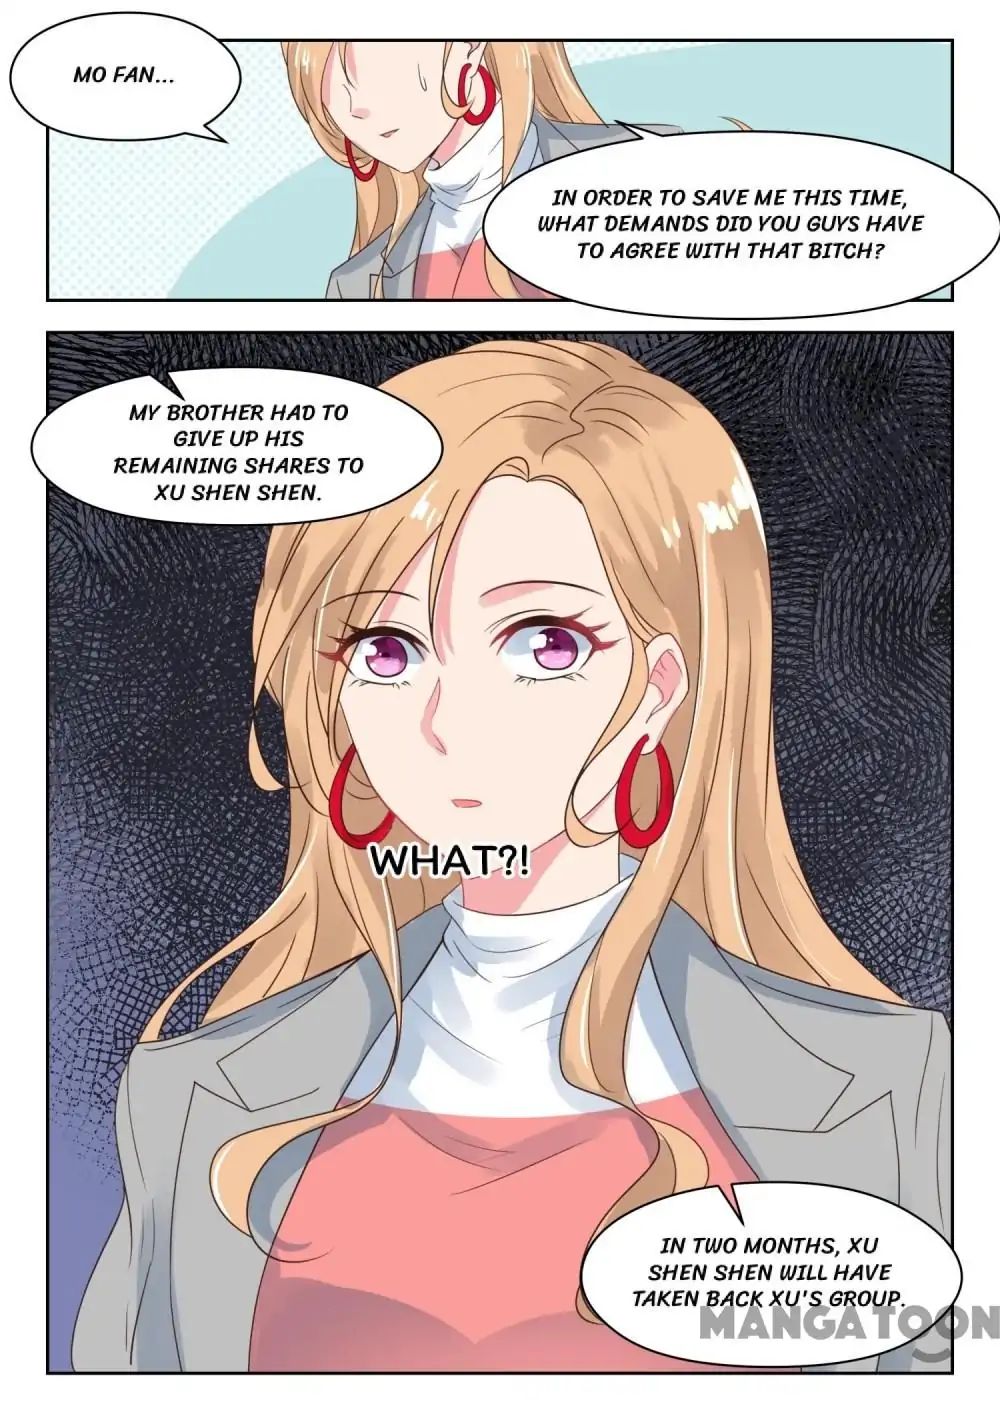 MO FAN...
IN ORDER TO SAVE ME THIS TIME,
WHAT DEMANDS DID YOU GUYS HAVE
TO AGREE WITH THAT BITCH?
MY BROTHER HAD TO
GIVE UP HIS
REMAINING SHARES TO
XU SHEN SHEN.
WHAT?!
IN TWO MONTHS, XU
SHEN SHEN WILL HAVE
TAKEN BACK XU'S GROUP.
MANGATOON